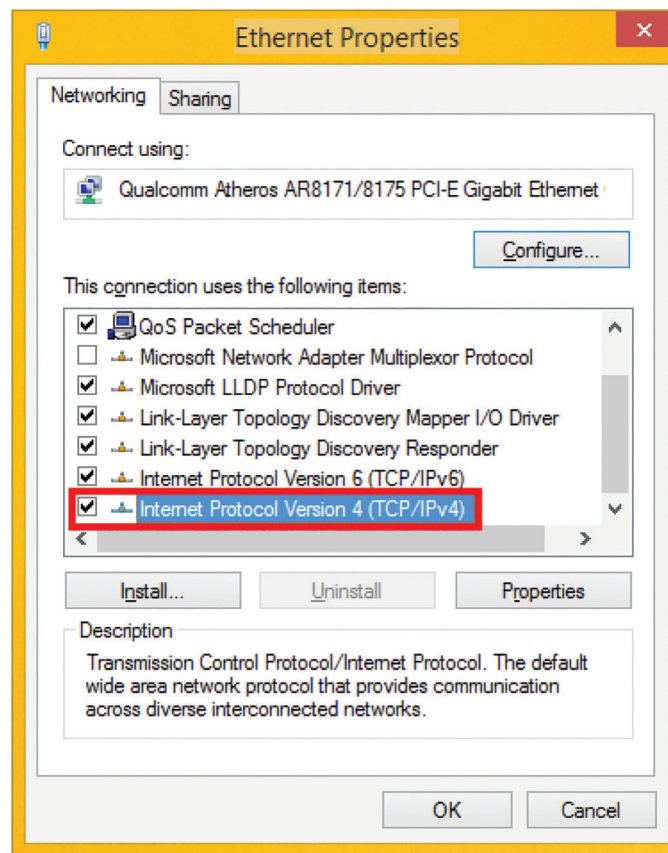 Ethernet Properties
Networking
Sharing
Connect using:
Qualcomm Atheros AR8171/8175 PCI-E Gigabit Ethernet
Configure...
This connection uses the following items:
QoS Packet Scheduler
Microsoft Network Adapter Multiplexor Protocol
Microsoft LLDP Protocol Driver
Link-Layer Topology Discovery Mapper I/O Driver
Link-Layer Topology Discovery Responder
Internet Protocol Version 6 (TCP/IPv6)
Internet Protocol Version 4 (TCP/IPv4)
Install...
Uninstall
Properties
Description
Transmission Control Protocol/Internet Protocol. The default
wide area network protocol that provides communication
across diverse interconnected networks.
OK
Cancel